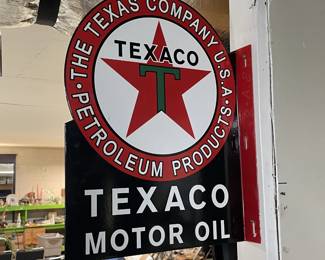 THE TEXAS COMPANY U.S.A.
TEXACO
T
PETROLEUM PRODUCTS
TEXACO
MOTOR OIL